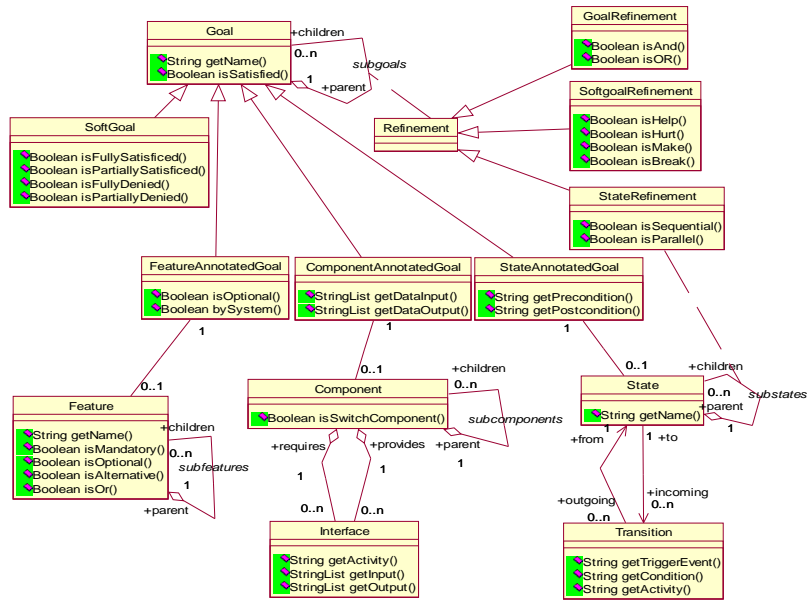 Goal
String getName()
Boolean isSatisfied()
+children
0..n
subgoals
1
+parent
GoalRefinement
Boolean isAnd()
Boolean isOR()
Refinement
SoftgoalRefinement
Boolean isHelp()
Boolean isHurt()
Boolean isMake()
Boolean isBreak()
SoftGoal
Boolean isFullySatisficed()
Boolean isPartiallySatisficed()
Boolean isFullyDenied()
Boolean isPartiallyDenied()
StateRefinement
Boolean isSequential()
Boolean isParallel()
FeatureAnnotatedGoal
Boolean isOptional()
Boolean bySystem()
1
0..1
ComponentAnnotatedGoal
StringList getDataInput()
StringList getDataOutput()
1
0..1
StateAnnotatedGoal
String getPrecondition()
String getPostcondition()
1
0..1
Feature
String getName()
Boolean isMandatory()
Boolean isOptional()
Boolean isAlternative()
Boolean isOr()
+children
0..n
subfeatures
1
+parent
Component
Boolean isSwitchComponent()
+children
0..n
subcomponents
+parent
1
+requires
+provides
1
1
0..n
0..n
Interface
String getActivity()
StringList getInput()
StringList getOutput()
State
String getName()
+children
0..n
substates
+parent
1
1
+from
1
+to
+outgoing
0..n
+incoming
0..n
Transition
String getTriggerEvent()
String getCondition()
String getActivity()